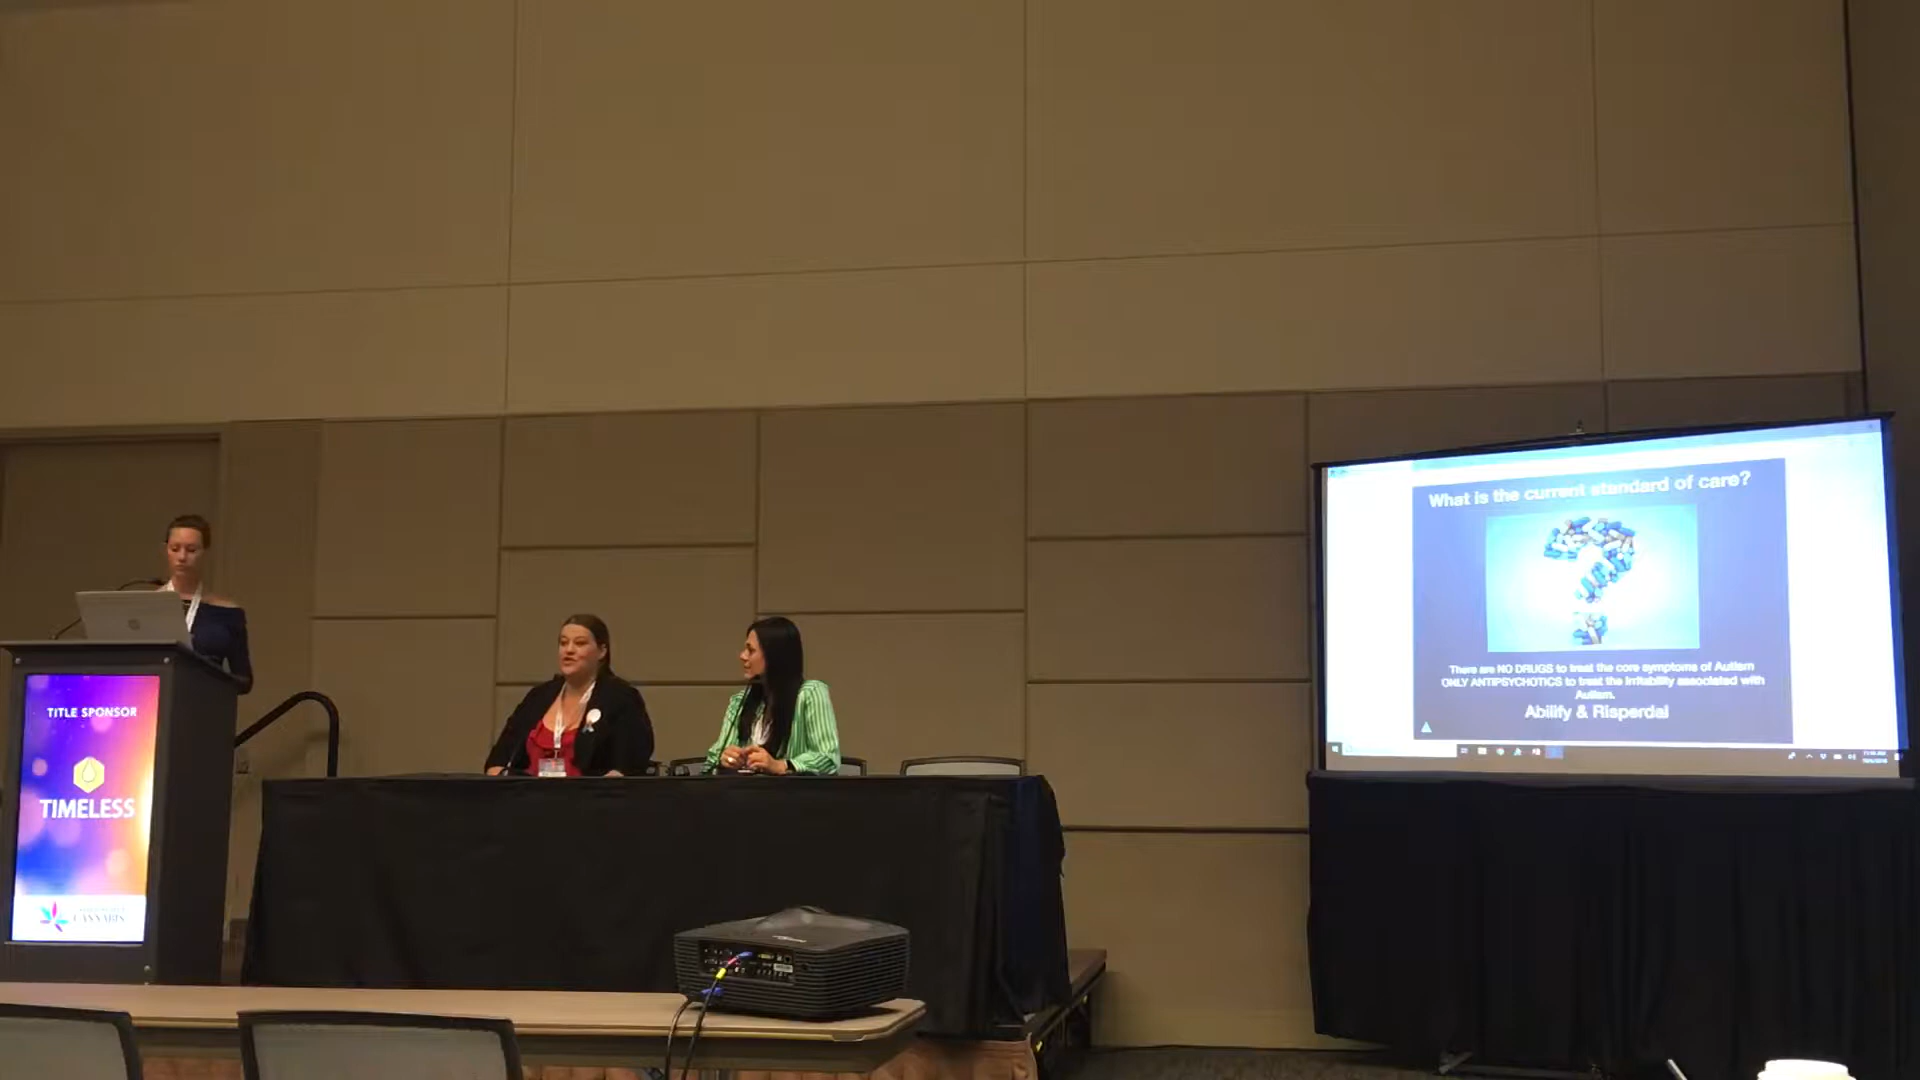 TITLE SPONSOR
TIMELESS
CANNABIS
What is the current standard of care?
There are NO DRUGS to treat the core symptoms of Autism
ONLY ANTIPSYCHOTICS to treat the irritability associated with
Autism.
Abilify & Risperdal